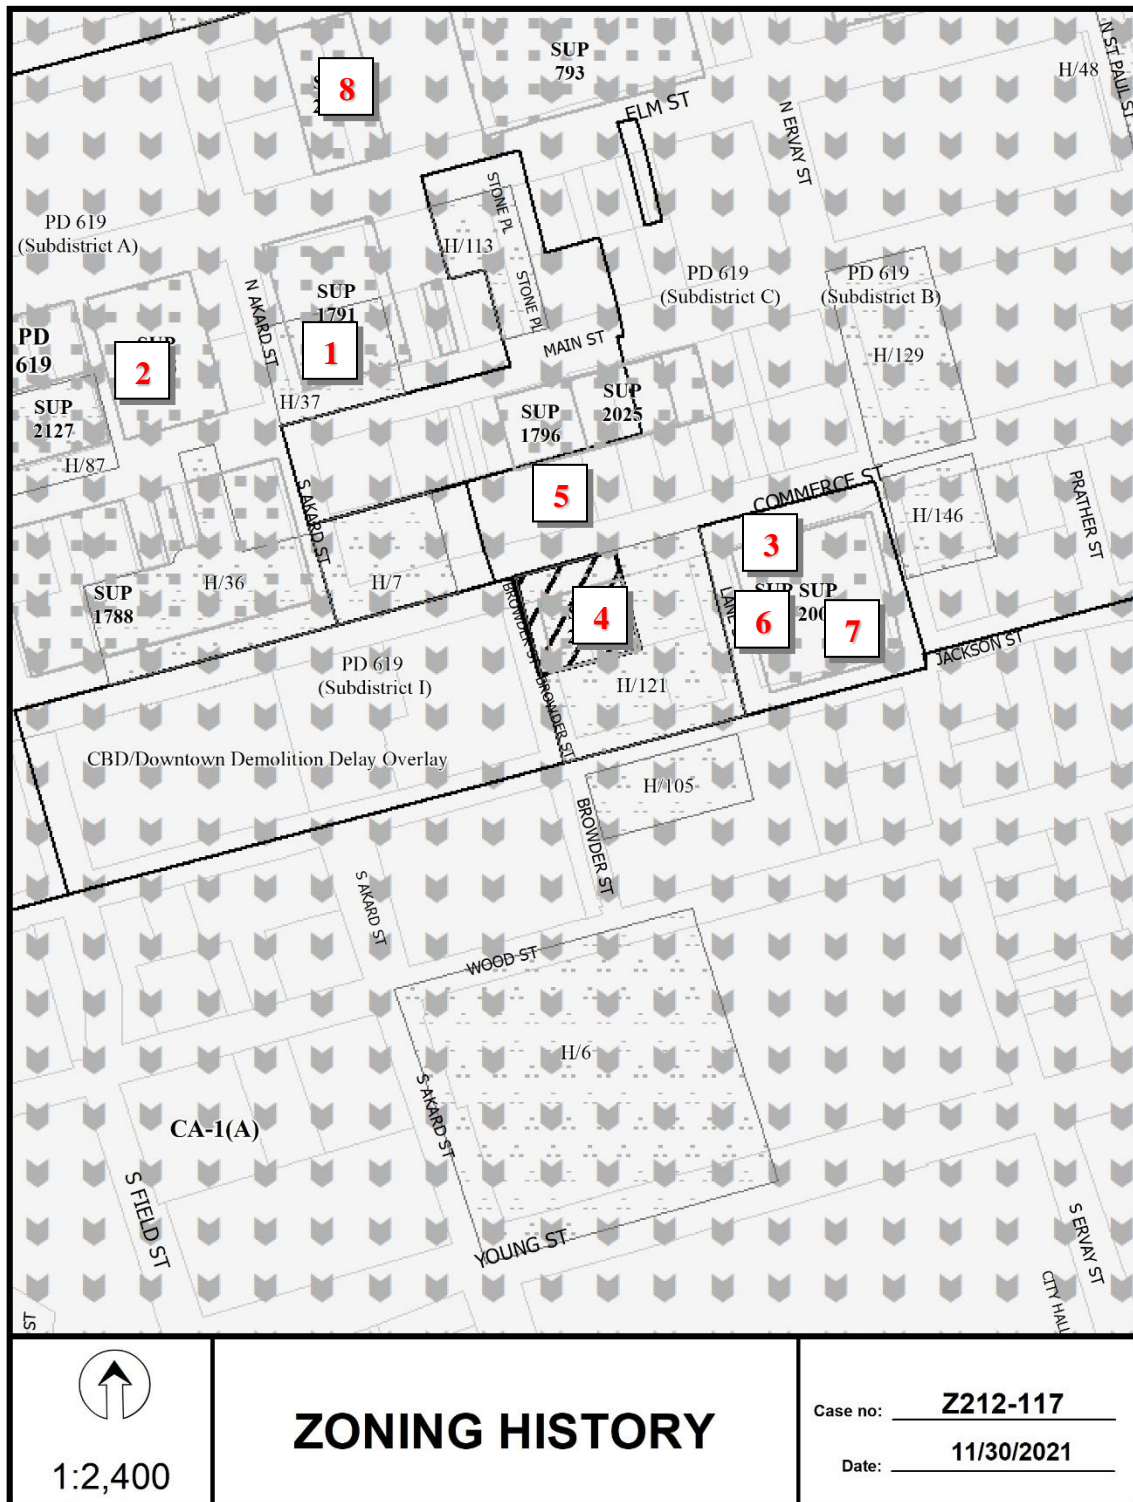 SUP
793
H/48
N ST PAUL ST
8
ELM ST
N ERVAY ST
STONE PL
PD 619
(Subdistrict A)
H/113
PD 619
(Subdistrict C)
PD 619
(Subdistrict B)
N AKARD ST
SUP
1791
STONE PL
MAIN ST
PD
619
2
1
H/129
SUP
2127
H/37
SUP
1796
SUP
2025
H/87
S AKARD ST
5
COMMERCE ST
PRATHER ST
H/146
3
SUP
1788
H/36
H/7
BROWDER ST
4
LANE
SUP SUP
6
7
JACKSON ST
PD 619
(Subdistrict I)
H/121
BROWDER ST
CBD/Downtown Demolition Delay Overlay
H/105
BROWDER ST
S AKARD ST
WOOD ST
H/6
S AKARD ST
CA-1(A)
S FIELD ST
YOUNG ST
S ERVAY ST
CITY HALL
ST
1:2,400
ZONING HISTORY
Case no: Z212-117
Date: 11/30/2021